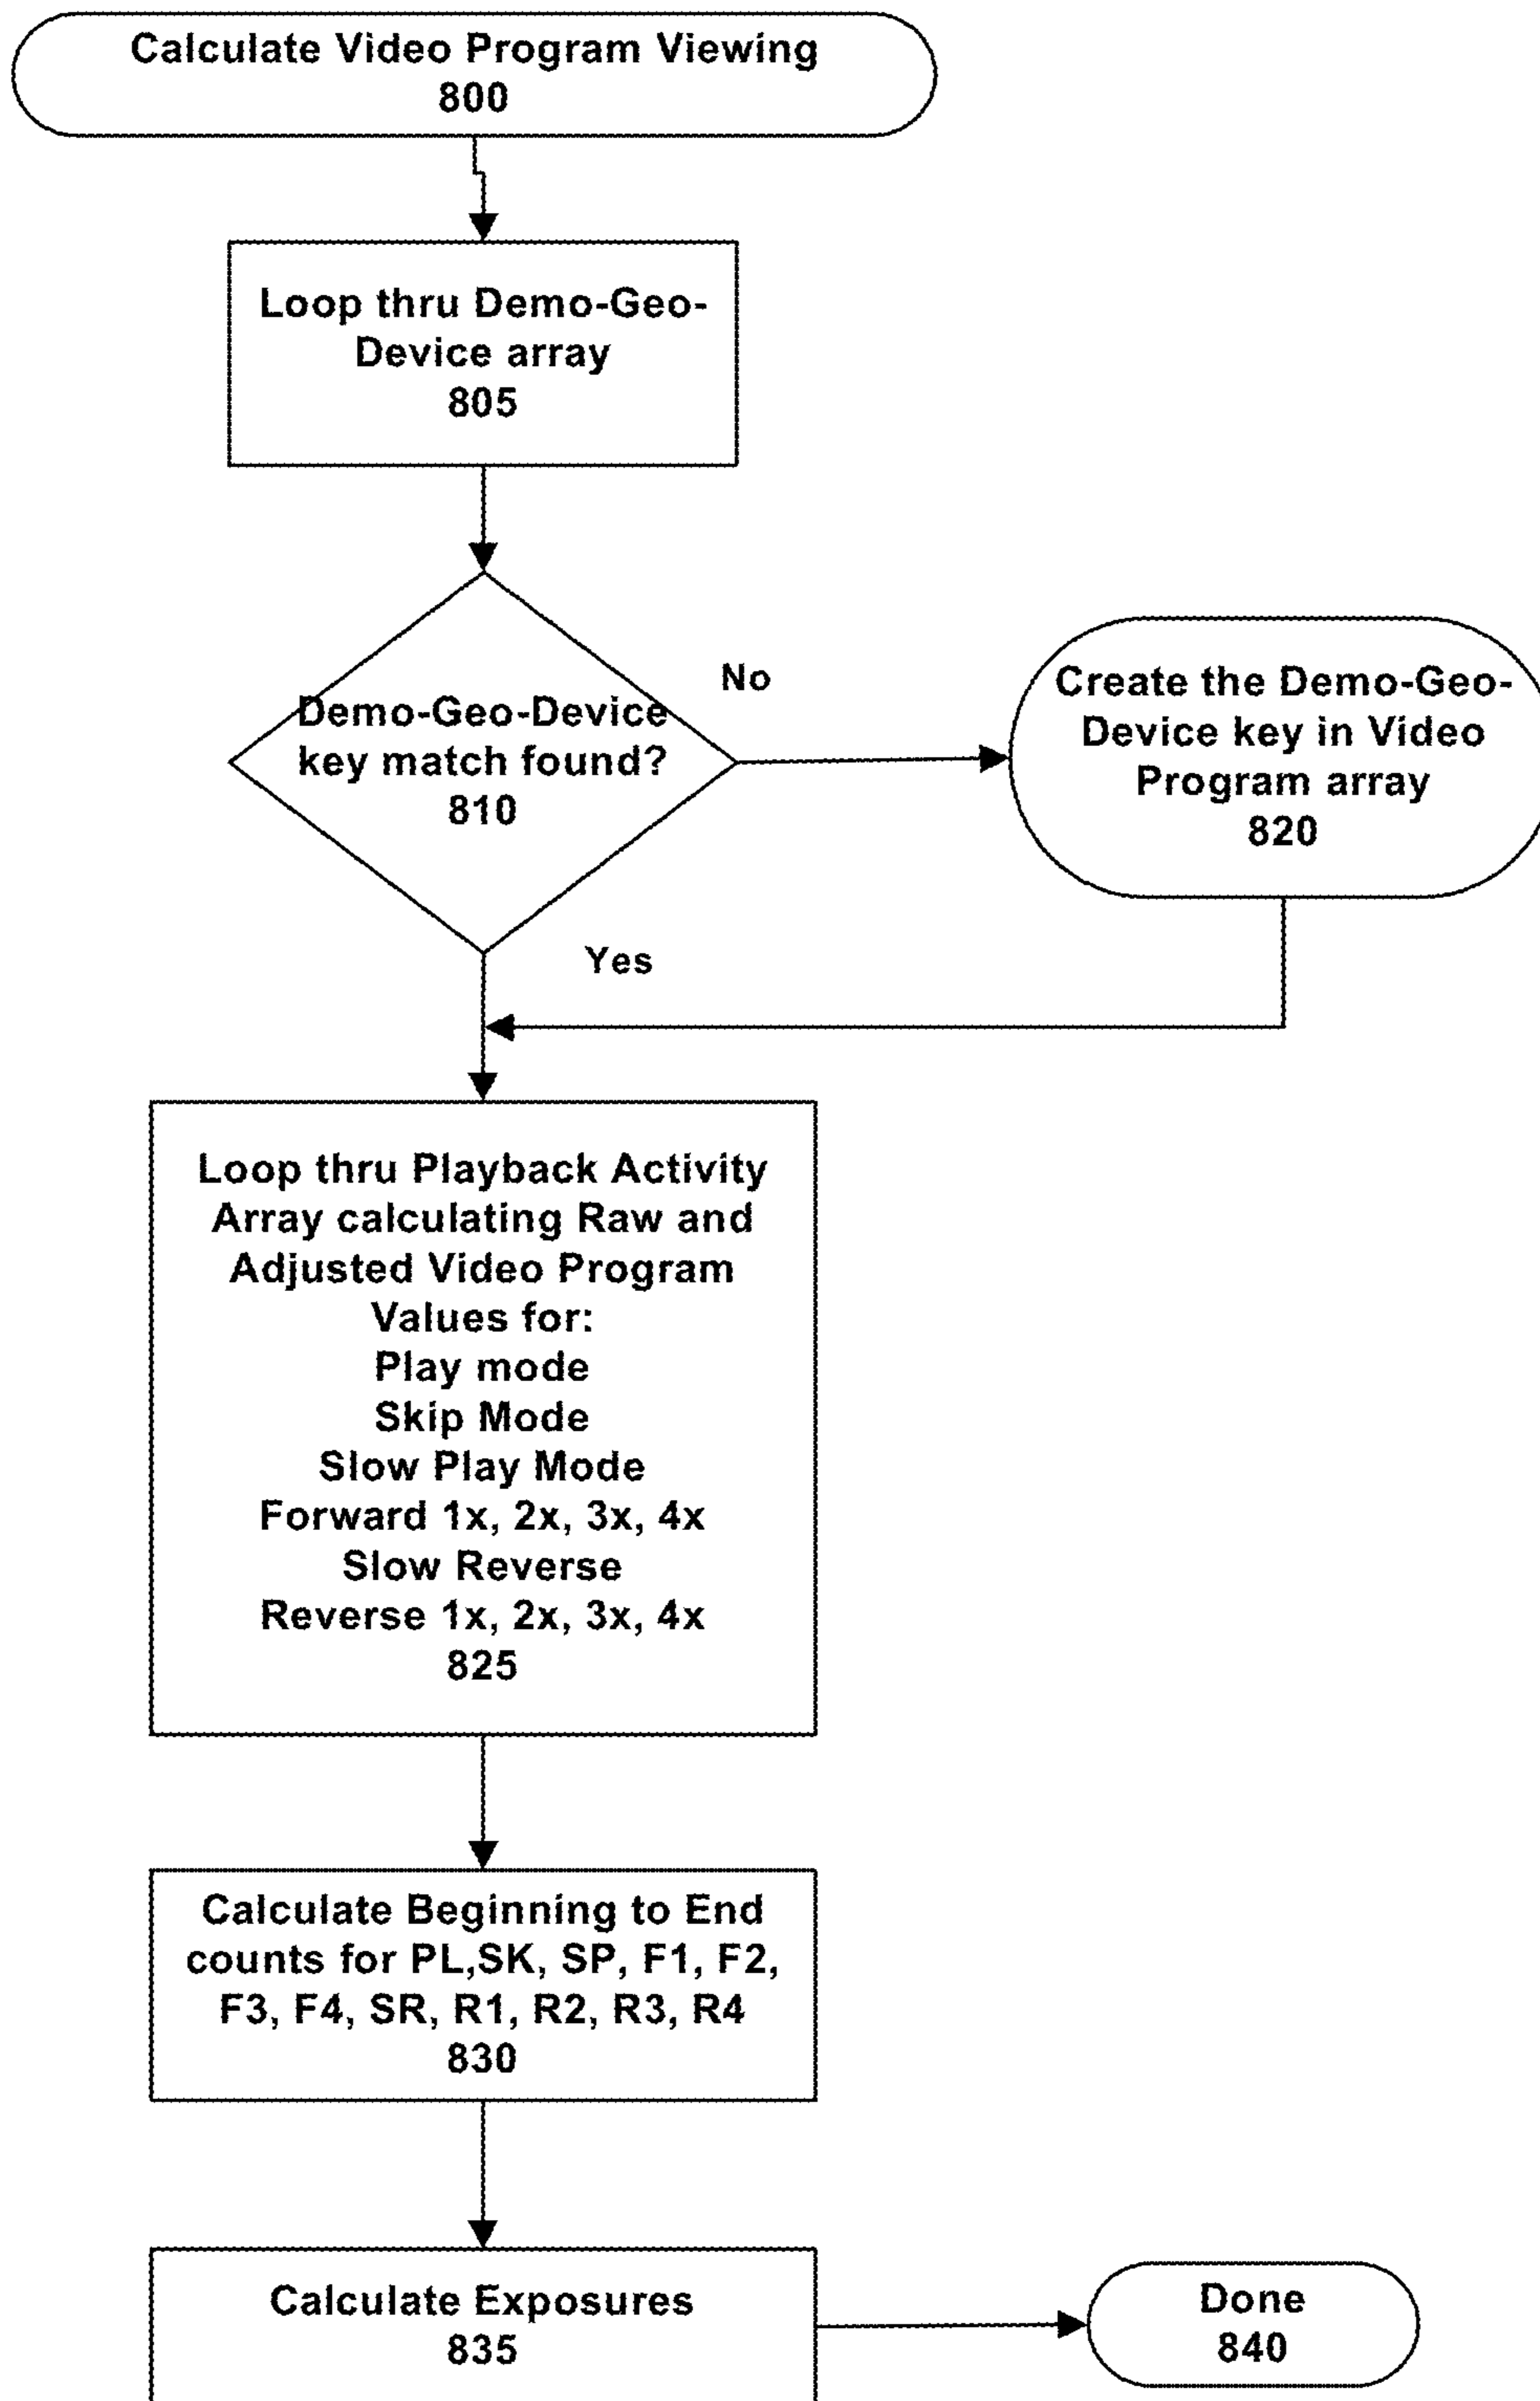 Calculate Video Program Viewing
800
Loop thru Demo-Geo-
Device array
805
Demo-Geo-Device
key match found?
810
No
Create the Demo-Geo-
Device key in Video
Program array
820
Yes
Loop thru Playback Activity
Array calculating Raw and
Adjusted Video Program
Values for:
Play mode
Skip Mode
Slow Play Mode
Forward 1x, 2x, 3x, 4x
Slow Reverse
Reverse 1x, 2x, 3x, 4x
825
Calculate Beginning to End
counts for PL,SK, SP, F1, F2,
F3, F4, SR, R1, R2, R3, R4
830
Calculate Exposures
835
Done
840